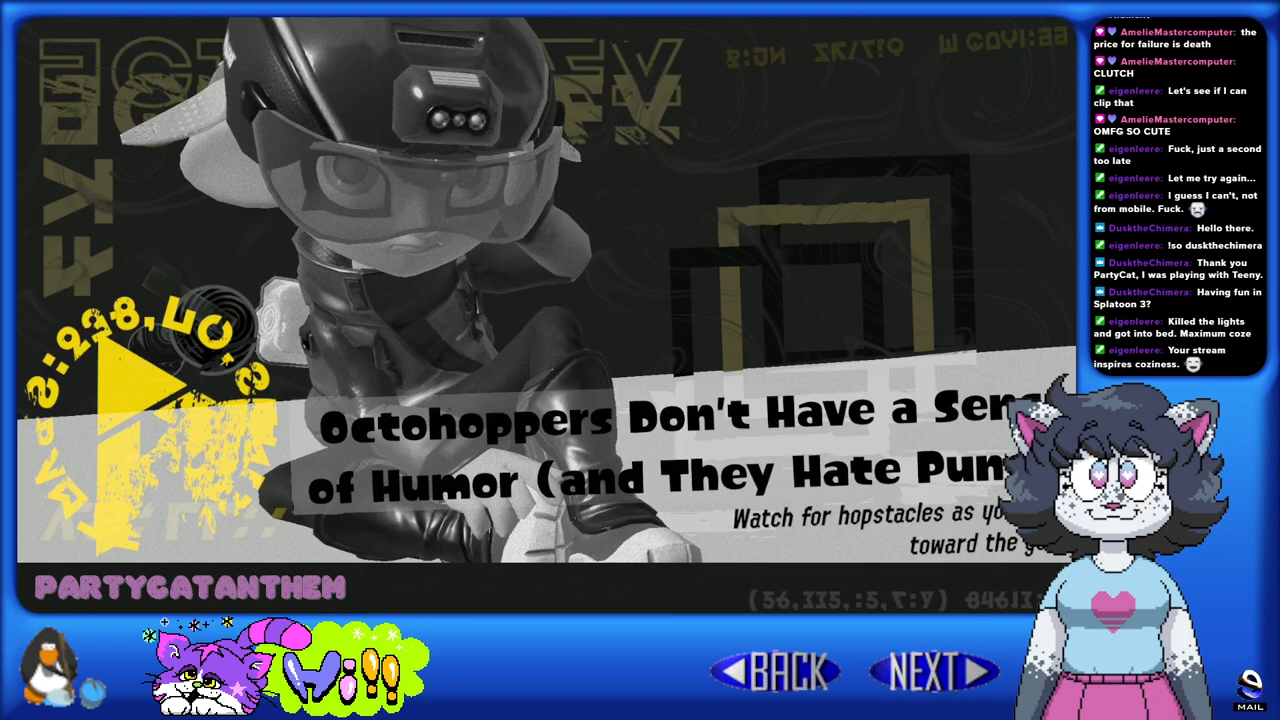 Octohoppers Don't Have a Sens
of Humor (and They Hate Pun
Watch for hopstacles as yo
toward the g
PARTYCATANTHEM
Hi!!
BACK
NEXT
MAIL
AmelieMastercomputer: the
price for failure is death
AmelieMastercomputer:
CLUTCH
eigenleere: Let's see if I can
clip that
AmelieMastercomputer:
OMFG SO CUTE
eigenleere: Fuck, just a second
too late
eigenleere: Let me try again...
eigenleere: I guess I can't, not
from mobile. Fuck.
DusktheChimera: Hello there.
eigenleere: !so duskthechimera
DusktheChimera: Thank you
PartyCat, I was playing with Teeny.
DusktheChimera: Having fun in
Splatoon 3?
eigenleere: Killed the lights
and got into bed. Maximum coze
eigenleere: Your stream
inspires coziness.